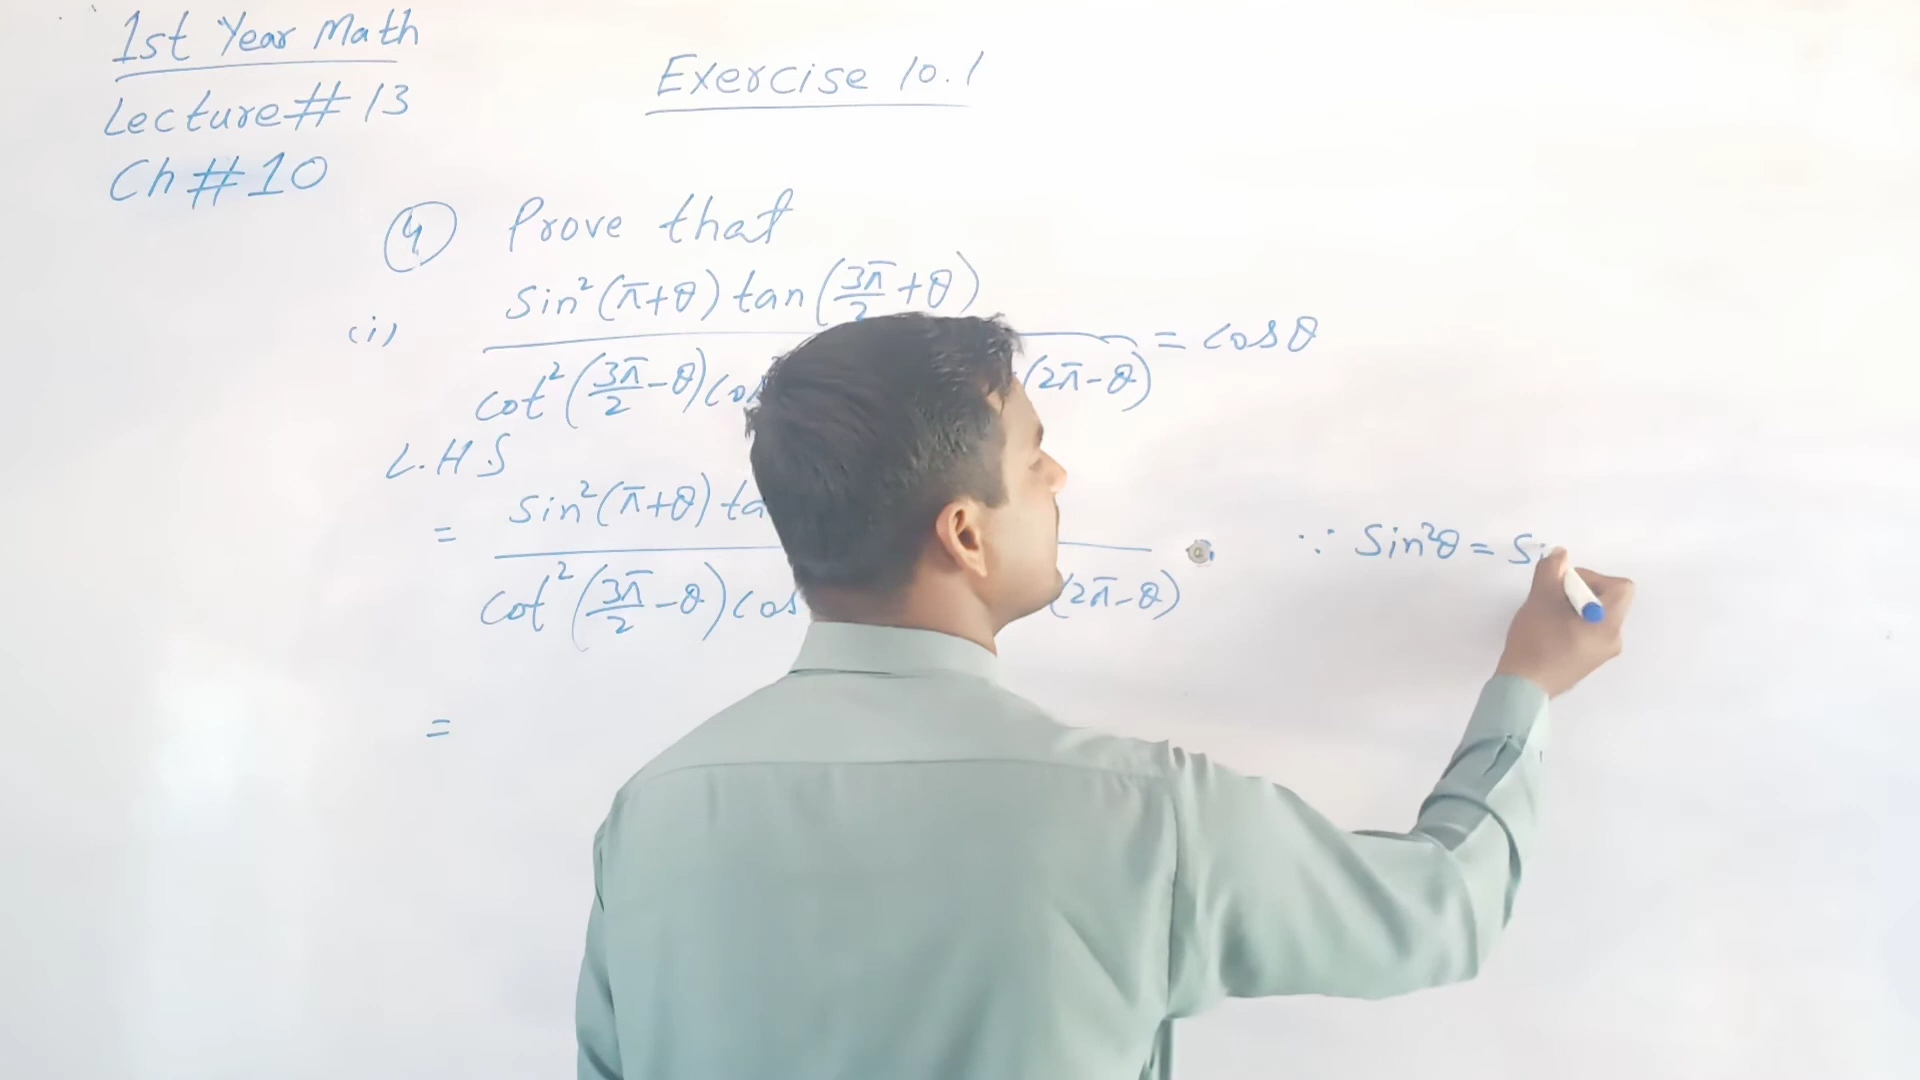 1st Year Math
Lecture# 13
Ch #10
Exercise 10.1
④ Prove that
(i) sin²(π+θ) tan(3π/2+θ)
cot²(3π/2-θ)cos (2π-θ) = cosθ
L.H.S
= sin²(π+θ)
cot²(3π/2-θ)cos (2π-θ)
∵ Sin²θ = Si
=